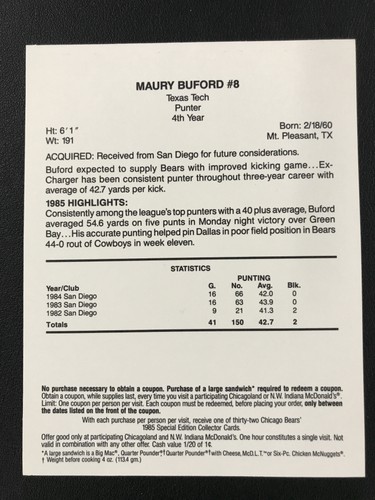 MAURY BUFORD #8
Texas Tech
Punter
4th Year
Ht: 6'1"
Born: 2/18/60
Wt: 191
Mt. Pleasant, TX
ACQUIRED: Received from San Diego for future considerations.
Buford expected to supply Bears with improved kicking game...Ex-
Charger has been consistent punter throughout three-year career with
average of 42.7 yards per kick.
1985 HIGHLIGHTS:
Consistently among the league's top punters with a 40 plus average, Buford
averaged 54.6 yards on five punts in Monday night victory over Green
Bay...His accurate punting helped pin Dallas in poor field position in Bears
44-0 rout of Cowboys in week eleven.
STATISTICS
PUNTING
Year/Club G. No. Avg. Blk.
1984 San Diego 16 66 42.0 0
1983 San Diego 16 63 43.9 0
1982 San Diego 9 21 41.3 2
Totals 41 150 42.7 2
No purchase necessary to obtain a coupon. Purchase of a large sandwich* required to redeem a coupon.
Obtain a coupon, while supplies last, every time you visit a participating Chicagoland or N.W. Indiana McDonald's®.
Limit: One coupon per person per visit. Each coupon must be redeemed, before placing your order, only between
the dates listed on the front of the coupon.
With each purchase per person per visit, receive one of thirty-two Chicago Bears'
1985 Special Edition Collector Cards.
Offer good only at participating Chicagoland and N.W. Indiana McDonald's. One hour constitutes a single visit. Not
valid in combination with any other offer. Cash value 1/20 of 1¢.
*A large sandwich is a Big Mac®, Quarter Pounder®† Quarter Pounder®† with Cheese, McD.L.T.™ or Six-Pc. Chicken McNuggets®.
† Weight before cooking 4 oz. (113.4 gm.)